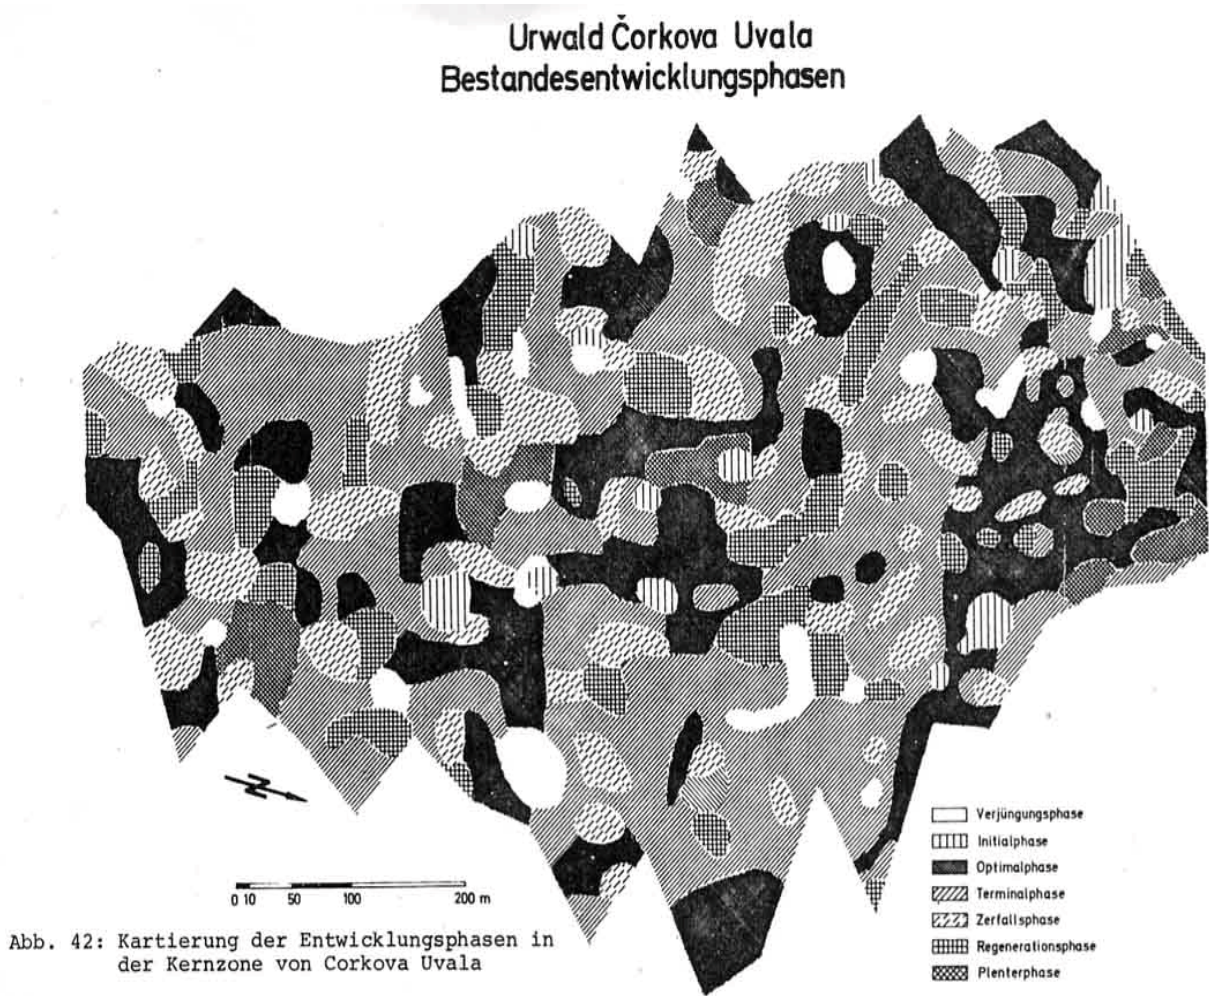 Urwald Čorkova Uvala
Bestandesentwicklungsphasen
N
0 10 50 100 200 m
Verjüngungsphase
Initialphase
Optimalphase
Terminalphase
Zerfallsphase
Regenerationsphase
Plenterphase
Abb. 42: Kartierung der Entwicklungsphasen in
der Kernzone von Corkova Uvala